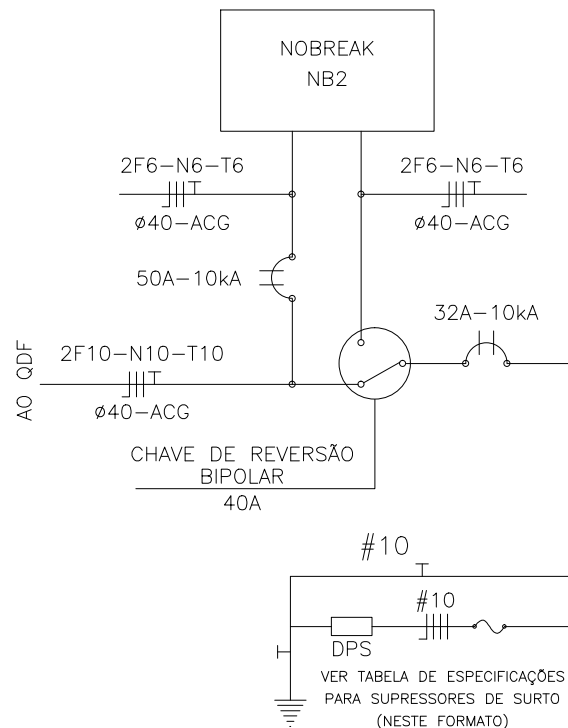 NOBREAK
NB2
2F6-N6-T6
ø40-ACG
2F6-N6-T6
ø40-ACG
50A-10kA
32A-10kA
AO QDF
2F10-N10-T10
ø40-ACG
CHAVE DE REVERSÃO
BIPOLAR
40A
#10
#10
DPS
VER TABELA DE ESPECIFICAÇÕES
PARA SUPRESSORES DE SURTO
(NESTE FORMATO)